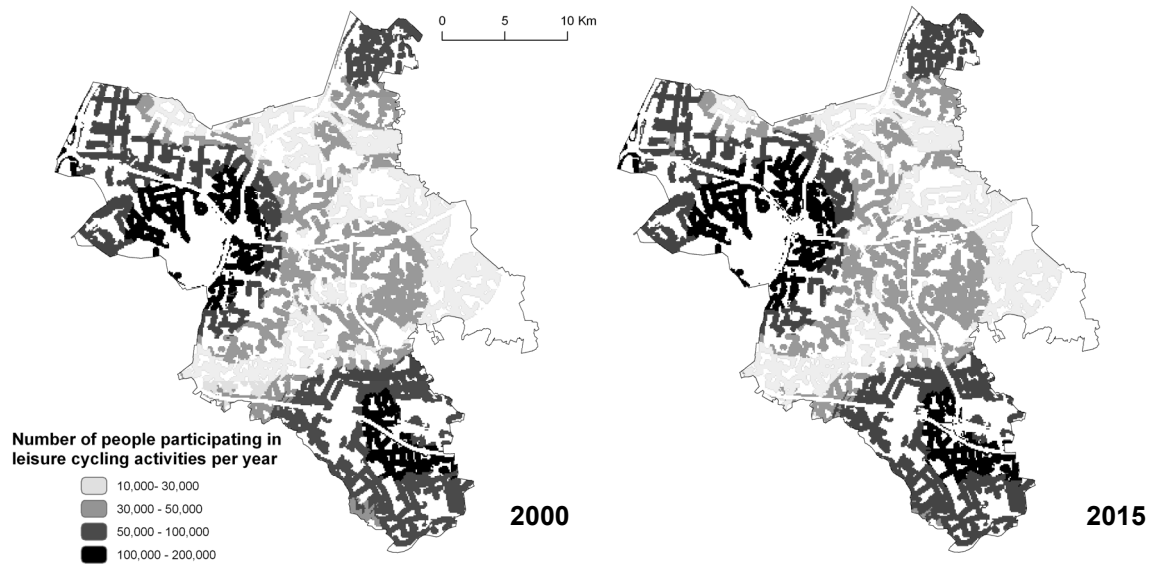 0 5 10 Km
Number of people participating in
leisure cycling activities per year
10,000- 30,000
30,000 - 50,000
50,000 - 100,000
100,000 - 200,000
2000
2015